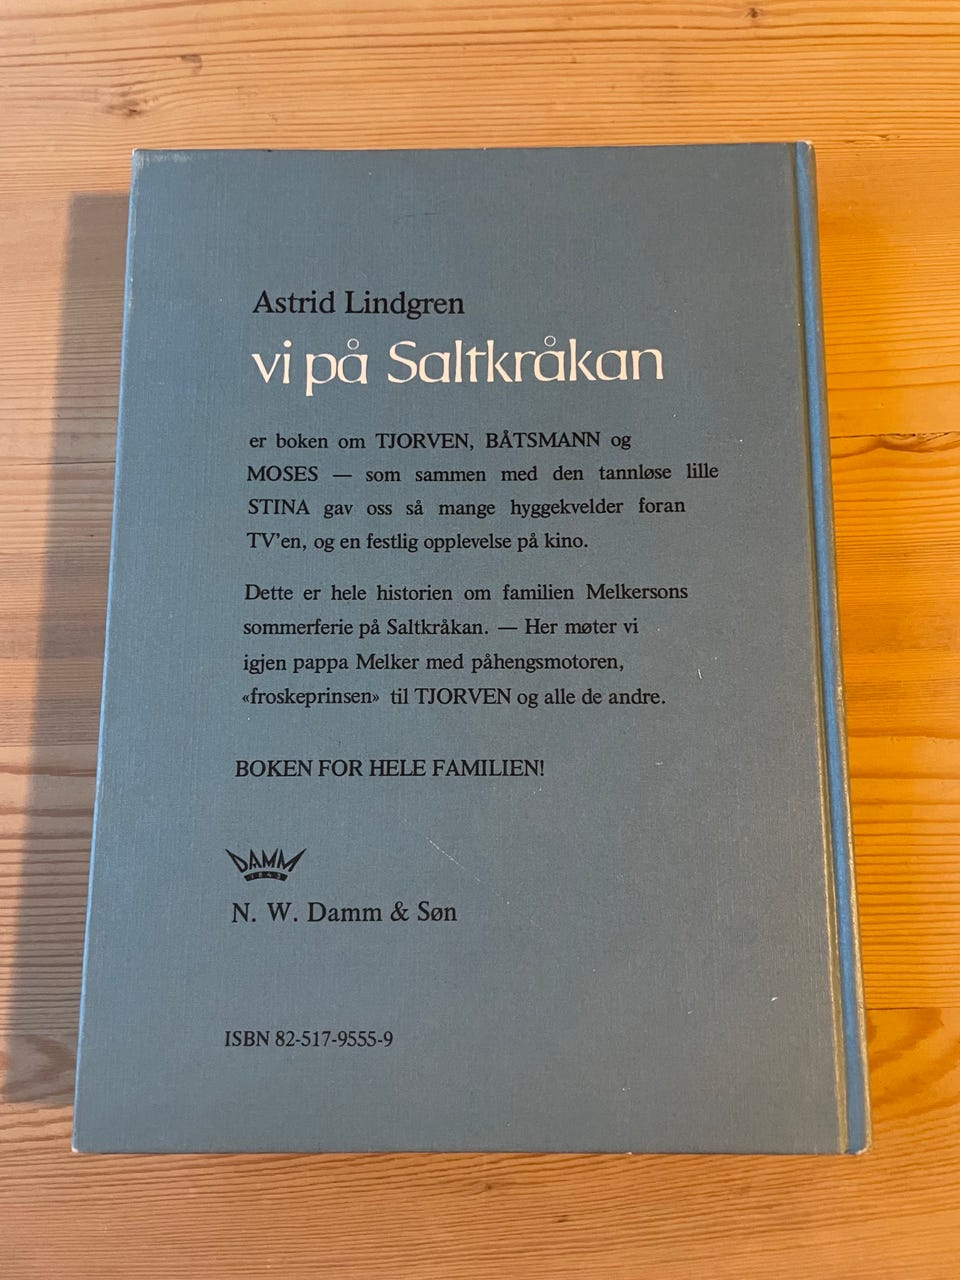 Astrid Lindgren
vi på Saltkråkan
er boken om TJORVEN, BÅTSMANN og
MOSES — som sammen med den tannløse lille
STINA gav oss så mange hyggekvelder foran
TV'en, og en festlig opplevelse på kino.
Dette er hele historien om familien Melkersons
sommerferie på Saltkråkan. — Her møter vi
igjen pappa Melker med påhengsmotoren,
«froskeprinsen» til TJORVEN og alle de andre.
BOKEN FOR HELE FAMILIEN!
DAMM
1843
N. W. Damm & Søn
ISBN 82-517-9555-9